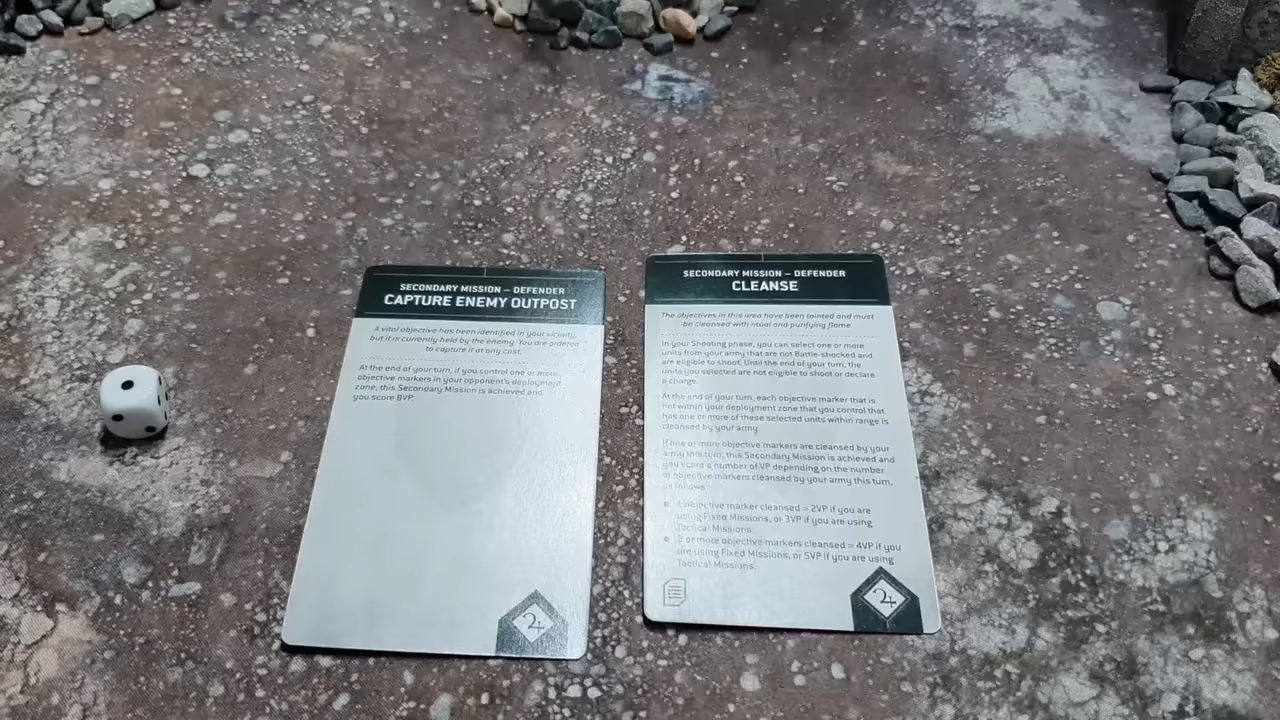 SECONDARY MISSION – DEFENDER
CAPTURE ENEMY OUTPOST
A vital objective has been identified in your vicinity,
but it is currently held by the enemy. You are ordered
to capture it at any cost.
At the end of your turn, if you control one or more
objective markers in your opponent's deployment
zone, this Secondary Mission is achieved and
you score 8VP.
SECONDARY MISSION – DEFENDER
CLEANSE
The objectives in this area have been tainted and must
be cleansed with ritual and purifying flame.
In your Shooting phase, you can select one or more
units from your army that are not Battle-shocked and
are eligible to shoot. Until the end of your turn, the
units you selected are not eligible to shoot or declare
a charge.
At the end of your turn, each objective marker that is
not within your deployment zone that you control that
has one or more of these selected units within range is
cleansed by your army.
If one or more objective markers are cleansed by your
army this turn, this Secondary Mission is achieved and
you score a number of VP depending on the number
of objective markers cleansed by your army this turn,
as follows:
1 objective marker cleansed = 2VP if you are
using Fixed Missions, or 3VP if you are using
Tactical Missions.
2 or more objective markers cleansed = 4VP if you
are using Fixed Missions, or 5VP if you are using
Tactical Missions.